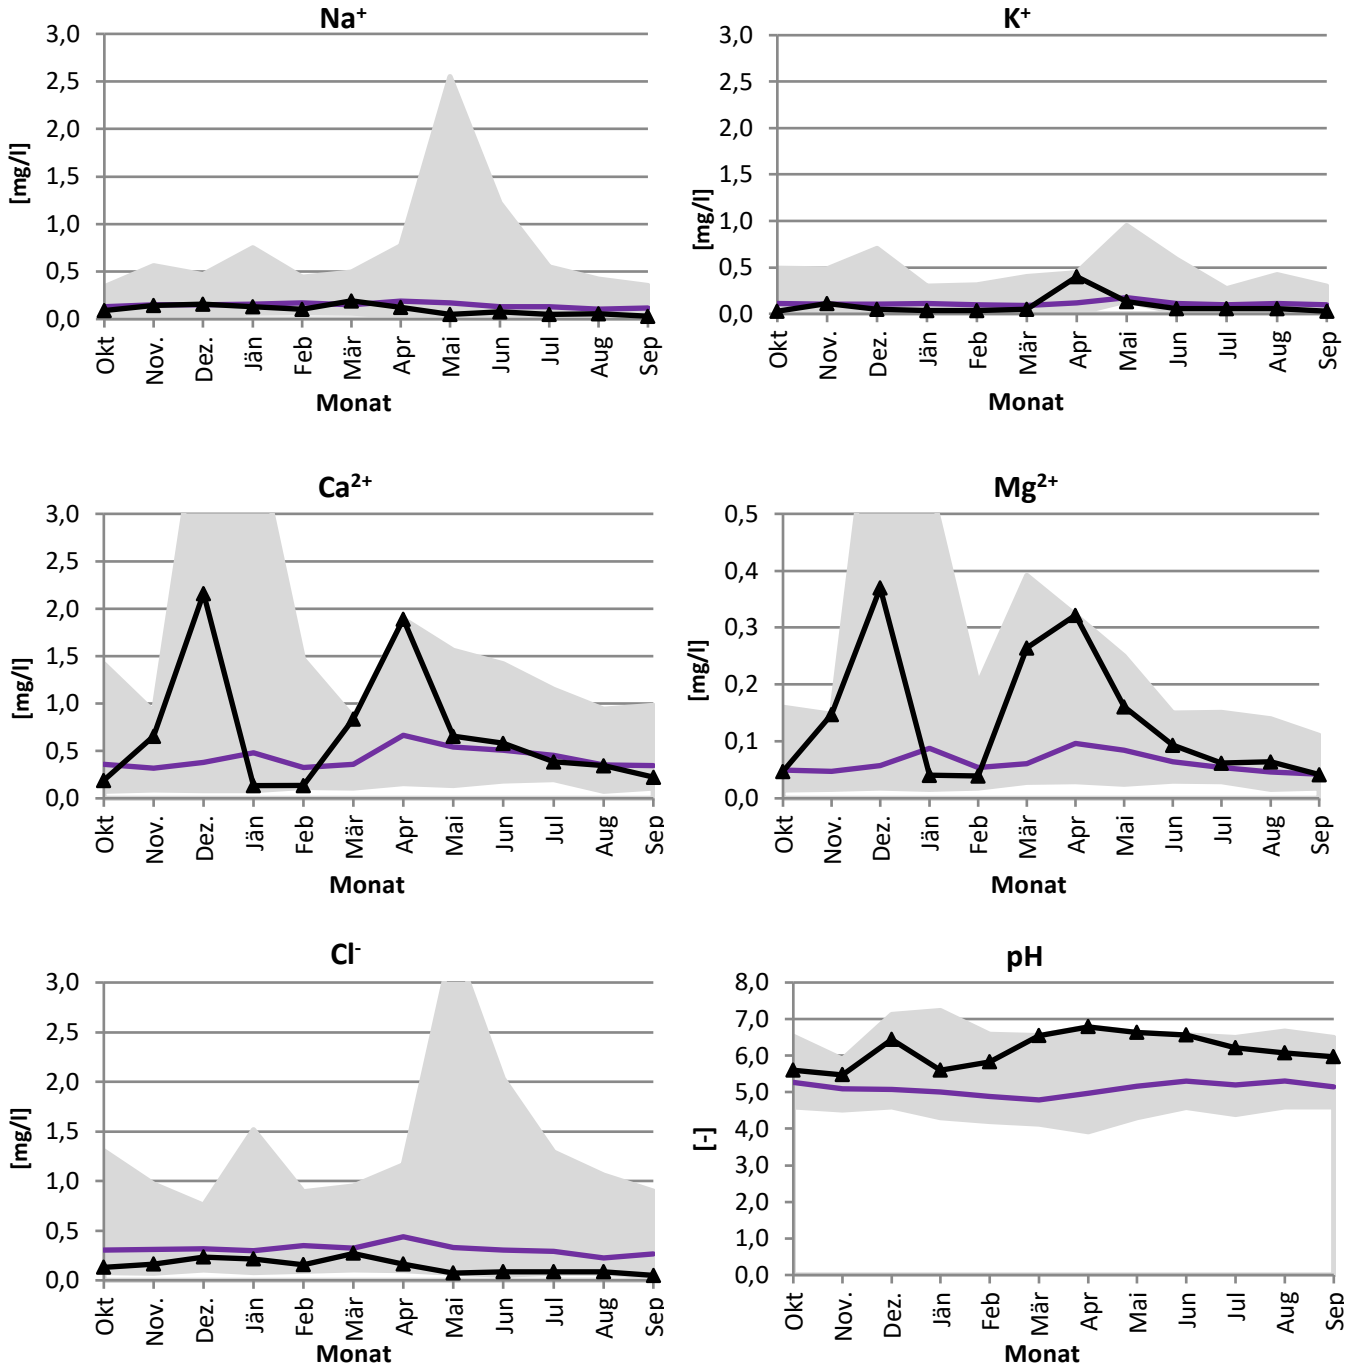 Na⁺
3,0
2,5
2,0
1,5
1,0
0,5
0,0
[mg/l]
Okt Nov. Dez. Jän Feb Mär Apr Mai Jun Jul Aug Sep
Monat
K⁺
3,0
2,5
2,0
1,5
1,0
0,5
0,0
[mg/l]
Okt Nov. Dez. Jän Feb Mär Apr Mai Jun Jul Aug Sep
Monat
Ca²⁺
3,0
2,5
2,0
1,5
1,0
0,5
0,0
[mg/l]
Okt Nov. Dez. Jän Feb Mär Apr Mai Jun Jul Aug Sep
Monat
Mg²⁺
0,5
0,4
0,3
0,2
0,1
0,0
[mg/l]
Okt Nov. Dez. Jän Feb Mär Apr Mai Jun Jul Aug Sep
Monat
Cl⁻
3,0
2,5
2,0
1,5
1,0
0,5
0,0
[mg/l]
Okt Nov. Dez. Jän Feb Mär Apr Mai Jun Jul Aug Sep
Monat
pH
8,0
7,0
6,0
5,0
4,0
3,0
2,0
1,0
0,0
[-]
Okt Nov. Dez. Jän Feb Mär Apr Mai Jun Jul Aug Sep
Monat